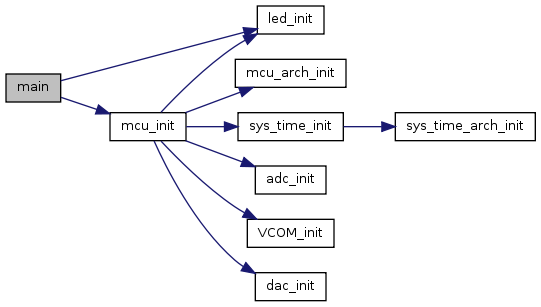 led_init
mcu_arch_init
main
mcu_init
sys_time_init
sys_time_arch_init
adc_init
VCOM_init
dac_init